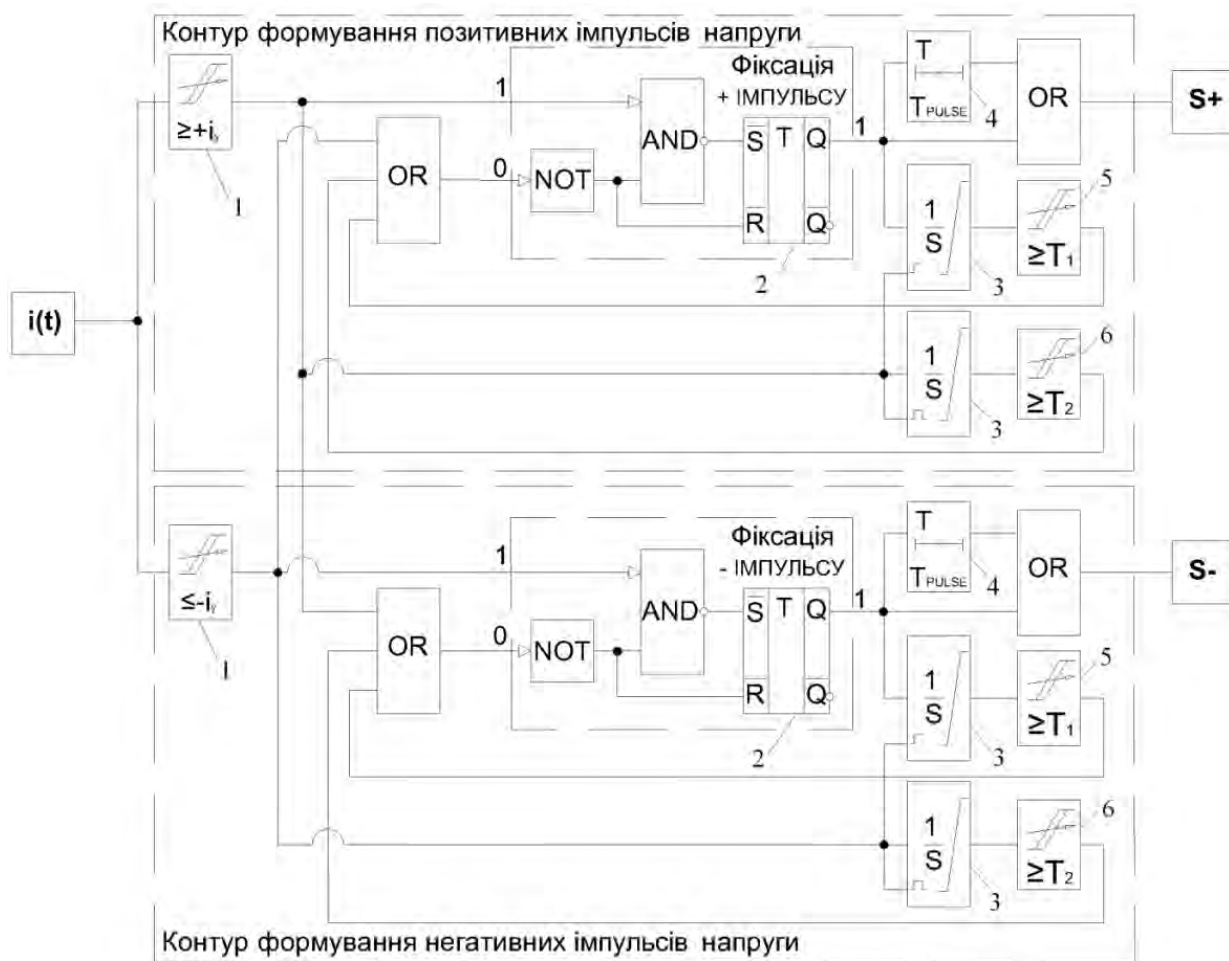 Контур формування позитивних імпульсів напруги
≥+i
1
1
OR
0
NOT
AND
Фіксація
+ ІМПУЛЬСУ
S T Q
R Q
2
1
T
TPULSE
4
OR
S+
1
S
3
5
≥T1
i(t)
1
S
3
6
≥T2
≤-i
1
1
OR
0
NOT
AND
Фіксація
- ІМПУЛЬСУ
S T Q
R Q
2
1
T
TPULSE
4
OR
S-
1
S
3
5
≥T1
1
S
3
6
≥T2
Контур формування негативних імпульсів напруги